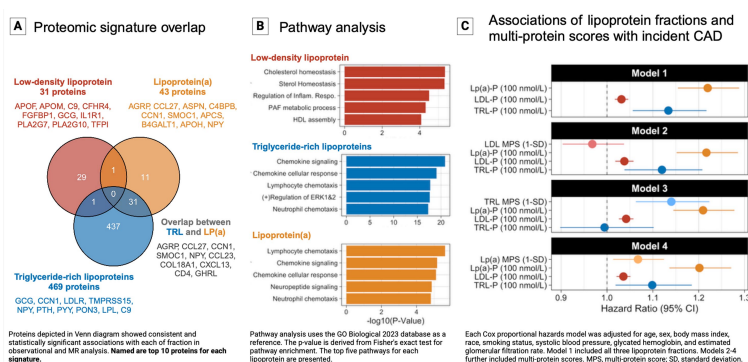 A Proteomic signature overlap
Low-density lipoprotein
31 proteins
APOF, APOM, C9, CFHR4,
FGFBP1, GCG, IL1R1,
PLA2G7, PLA2G10, TFPI
Lipoprotein(a)
43 proteins
AGRP, CCL27, ASPN, C4BPB,
CCN1, SMOC1, APCS,
B4GALT1, APOH, NPY
29
1
11
0
1
31
437
Overlap between
TRL and LP(a)
AGRP, CCL27, CCN1,
SMOC1, NPY, CCL23,
COL18A1, CXCL13,
CD4, GHRL
Triglyceride-rich lipoproteins
469 proteins
GCG, CCN1, LDLR, TMPRSS15,
NPY, PTH, PYY, PON3, LPL, C9
Proteins depicted in Venn diagram showed consistent and
statistically significant associations with each of fraction in
observational and MR analysis. Named are top 10 proteins for each
signature.
B Pathway analysis
Low-density lipoprotein
Cholesterol Homeostasis
Sterol Homeostasis
Regulation of Inflam. Respo.
PAF metabolic process
HDL assembly
0 2 4
Triglyceride-rich lipoproteins
Chemokine signaling
Chemokine cellular response
Lymphocyte chemotaxis
(+)Regulation of ERK1&2
Neutrophil chemotaxis
0 5 10 15 20
Lipoprotein(a)
Lymphocyte chemotaxis
Chemokine signaling
Chemokine cellular response
Neuropeptide signaling
Neutrophil chemotaxis
0 2 4
-log10(P-Value)
Pathway analysis uses the GO Biological 2023 database as a
reference. The p-value is derived from Fisher's exact test for
pathway enrichment. The top five pathways for each
lipoprotein are presented.
C Associations of lipoprotein fractions and
multi-protein scores with incident CAD
Model 1
Lp(a)-P (100 nmol/L)
LDL-P (100 nmol/L)
TRL-P (100 nmol/L)
Model 2
LDL MPS (1-SD)
Lp(a)-P (100 nmol/L)
LDL-P (100 nmol/L)
TRL-P (100 nmol/L)
Model 3
TRL MPS (1-SD)
Lp(a)-P (100 nmol/L)
LDL-P (100 nmol/L)
TRL-P (100 nmol/L)
Model 4
Lp(a) MPS (1-SD)
Lp(a)-P (100 nmol/L)
LDL-P (100 nmol/L)
TRL-P (100 nmol/L)
0.9 1.0 1.1 1.2 1.3
Hazard Ratio (95% CI)
Each Cox proportional hazards model was adjusted for age, sex, body mass index,
race, smoking status, systolic blood pressure, glycated hemoglobin, and estimated
glomerular filtration rate. Model 1 included all three lipoprotein fractions. Models 2-4
further included multi-protein scores. MPS, multi-protein score; SD, standard deviation.